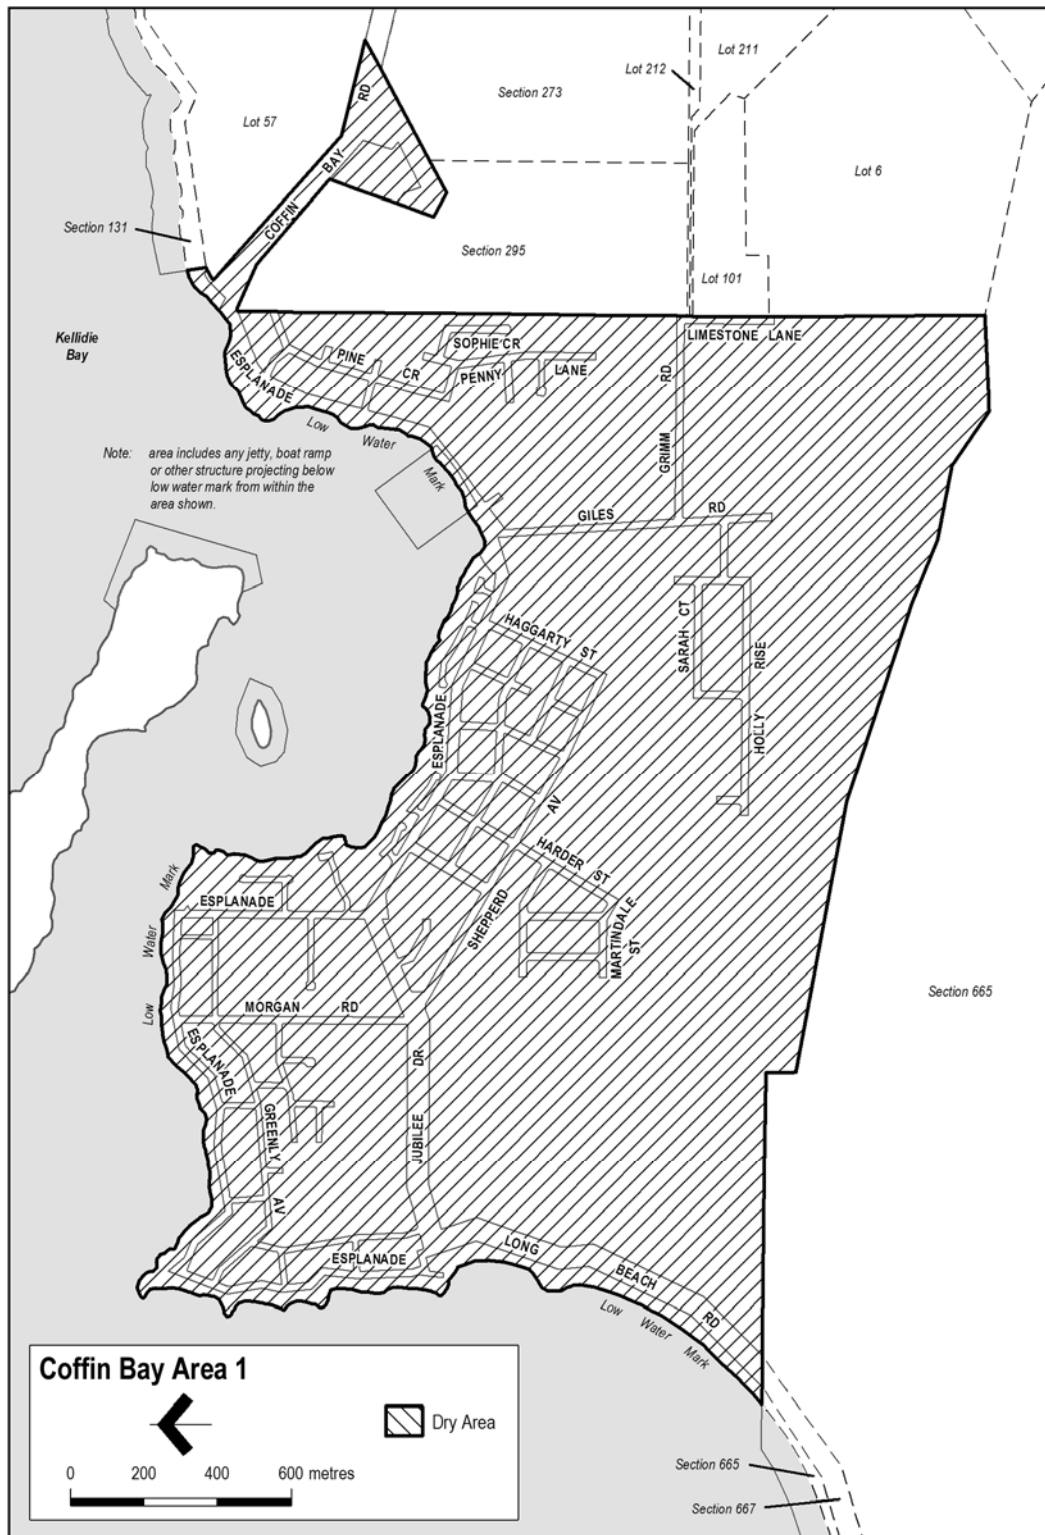 Lot 211
Lot 212
Section 273
RD
Lot 57
BAY
Lot 6
COFFIN
Section 131
Section 295
Lot 101
Kellidie
Bay
LIMESTONE LANE
SOPHIE CR
PINE
CR
PENNY
LANE
ESPLANADE
RD
GRIMM
Low
Water
Mark
Note: area includes any jetty, boat ramp
or other structure projecting below
low water mark from within the
area shown.
GILES
RD
HAGGARTY ST
SARAH CT
RISE
HOLLY
ESPLANADE
AV
HARDER ST
SHEPPERD
MARTINDALE
ST
Mark
Water
Low
ESPLANADE
Section 665
MORGAN
RD
ESPLANADE
DR
JUBILEE
GREENLY
AV
ESPLANADE
LONG
BEACH
RD
Low
Water
Mark
Coffin Bay Area 1
Dry Area
0 200 400 600 metres
Section 665
Section 667